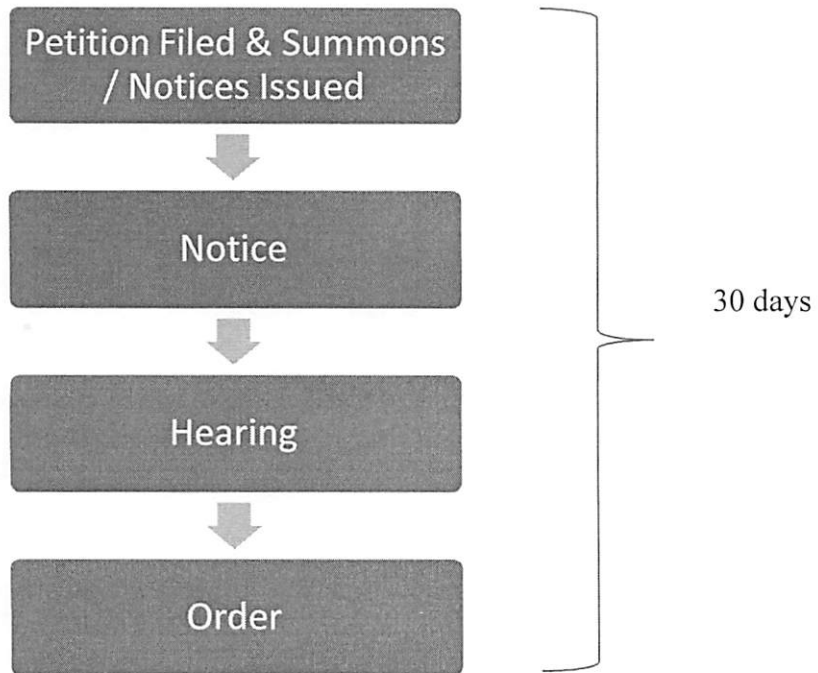 Petition Filed & Summons
/ Notices Issued
Notice
30 days
Hearing
Order